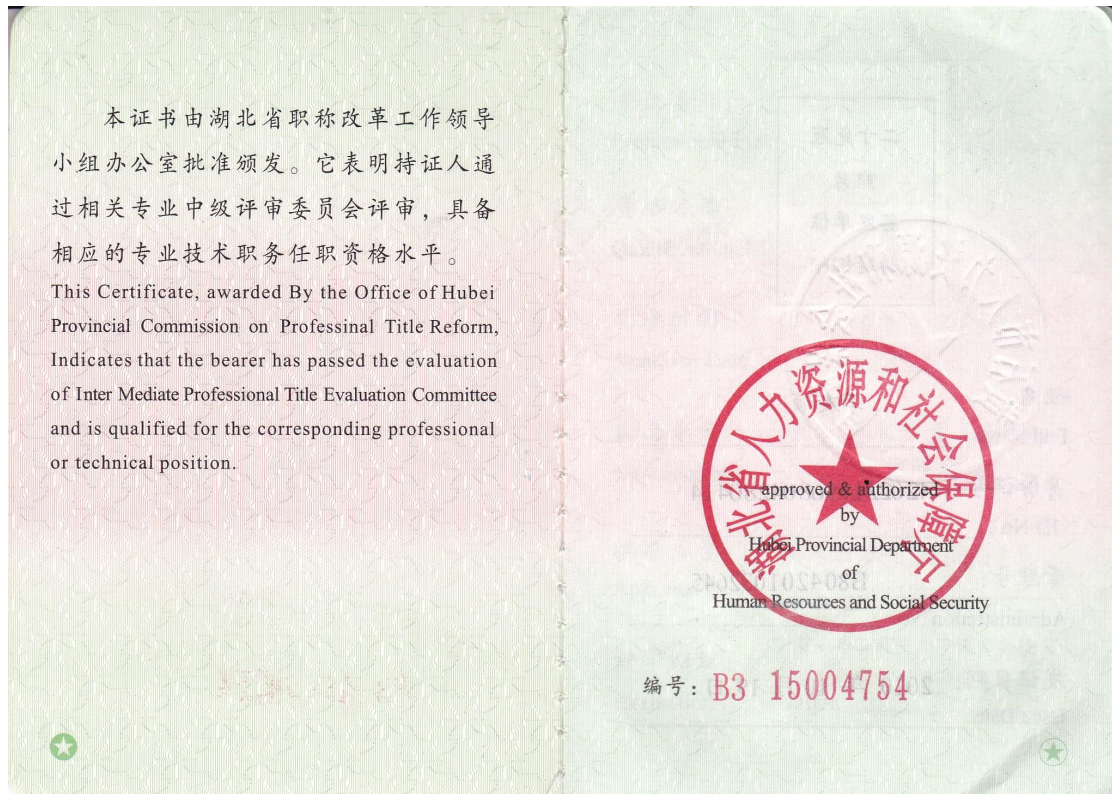 本证书由湖北省职称改革工作领导
小组办公室批准颁发。它表明持证人通
过相关专业中级评审委员会评审，具备
相应的专业技术职务任职资格水平。
This Certificate, awarded By the Office of Hubei
Provincial Commission on Professinal Title Reform,
Indicates that the bearer has passed the evaluation
of Inter Mediate Professional Title Evaluation Committee
and is qualified for the corresponding professional
or technical position.
湖北省人力资源和社会保障厅
approved & authorized
by
Hubei Provincial Department
of
Human Resources and Social Security
编号：B3 15004754